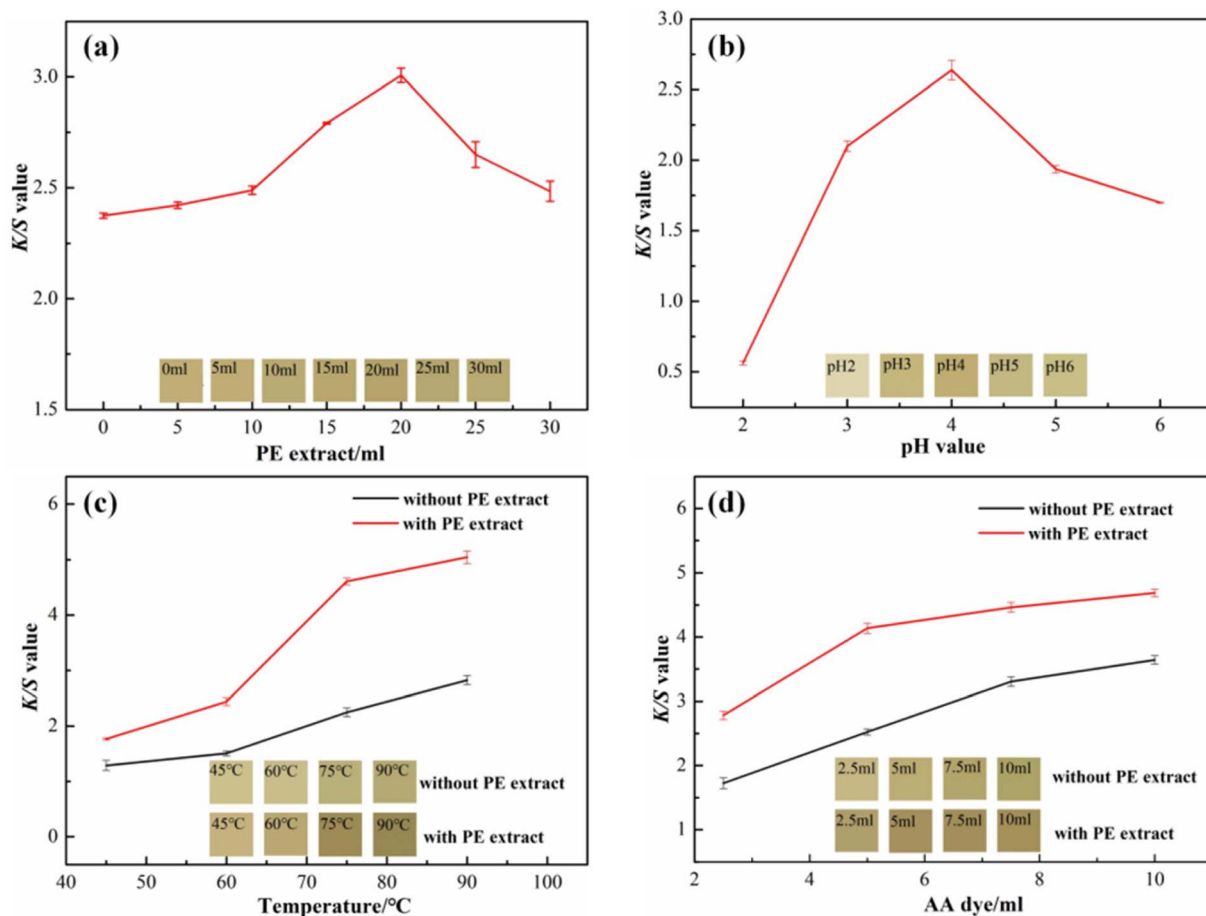 (a)
3.0
2.5
2.0
1.5
K/S value
0ml 5ml 10ml 15ml 20ml 25ml 30ml
0 5 10 15 20 25 30
PE extract/ml
(b)
3.0
2.5
2.0
1.5
1.0
0.5
K/S value
pH2 pH3 pH4 pH5 pH6
2 3 4 5 6
pH value
(c)
without PE extract
with PE extract
6
4
2
0
K/S value
45℃ 60℃ 75℃ 90℃ without PE extract
45℃ 60℃ 75℃ 90℃ with PE extract
40 50 60 70 80 90 100
Temperature/℃
(d)
without PE extract
with PE extract
6
5
4
3
2
1
K/S value
2.5ml 5ml 7.5ml 10ml without PE extract
2.5ml 5ml 7.5ml 10ml with PE extract
2 4 6 8 10
AA dye/ml